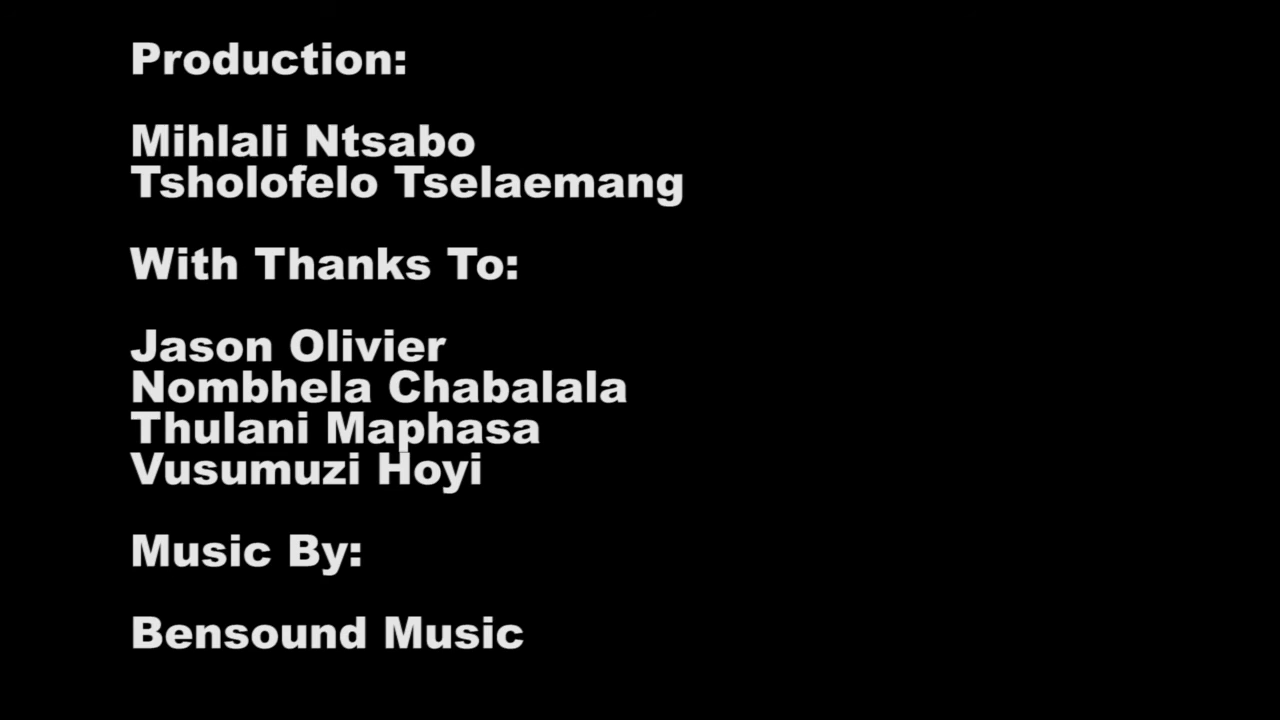 Production:
Mihlali Ntsabo
Tsholofelo Tselaemang
With Thanks To:
Jason Olivier
Nombhela Chabalala
Thulani Maphasa
Vusumuzi Hoyi
Music By:
Bensound Music